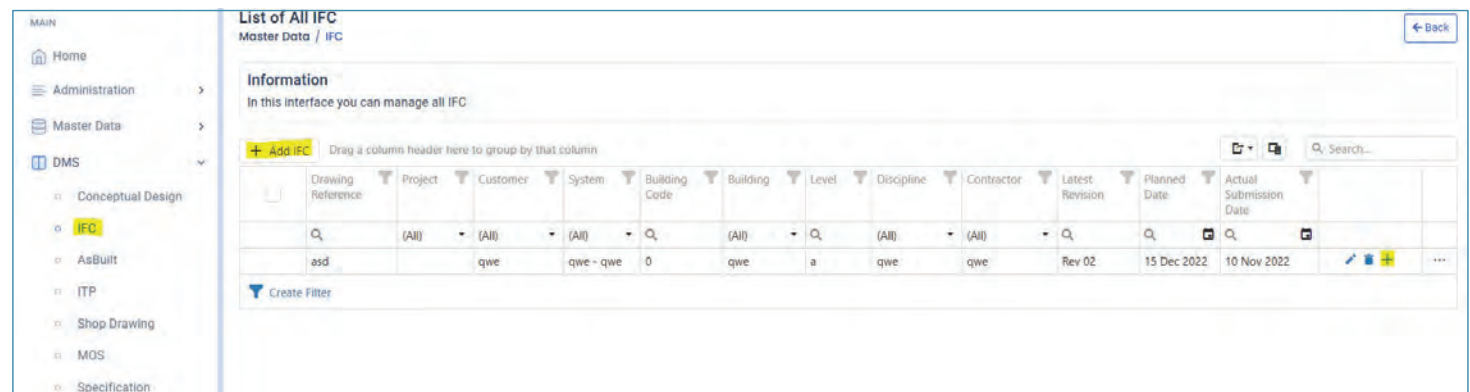 MAIN
Home
Administration
Master Data
DMS
Conceptual Design
IFC
AsBuilt
ITP
Shop Drawing
MOS
Specification
List of All IFC
Master Data / IFC
Back
Information
In this interface you can manage all IFC
+ Add IFC Drag a column header here to group by that column Search...
Drawing Reference Project Customer System Building Code Building Level Discipline Contractor Latest Revision Planned Date Actual Submission Date
(All) (All) (All) (All) (All) (All)
asd qwe qwe - qwe 0 qwe a qwe qwe Rev 02 15 Dec 2022 10 Nov 2022 ...
Create Filter